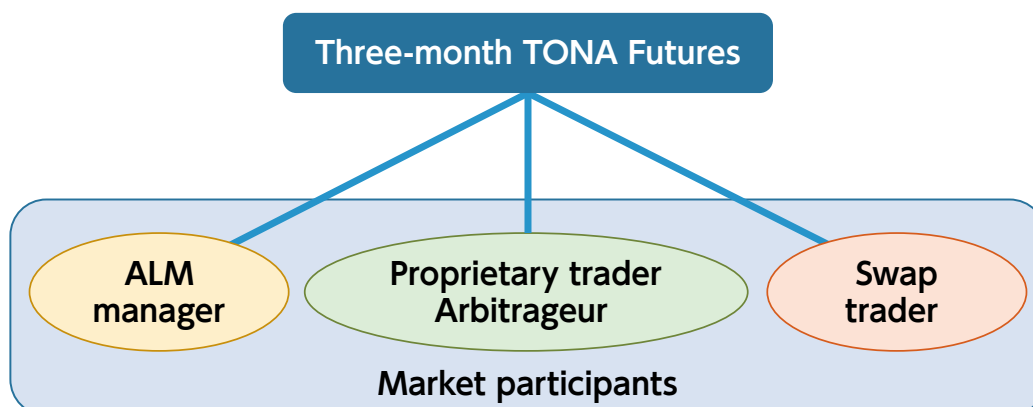 Three-month TONA Futures
ALM
manager
Proprietary trader
Arbitrageur
Swap
trader
Market participants